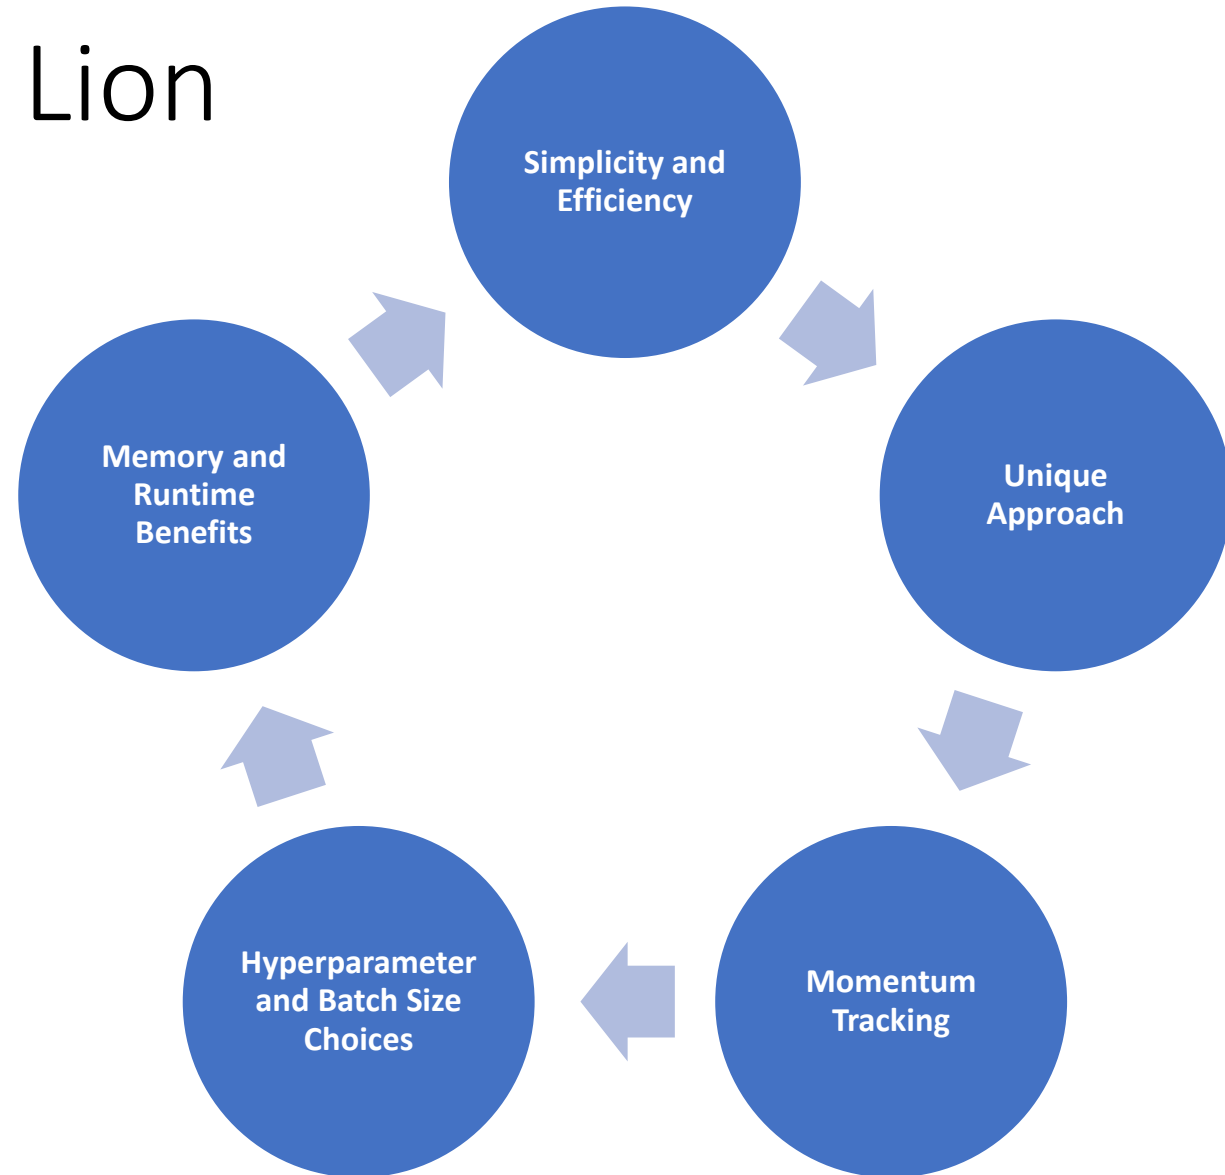 Lion
Simplicity and
Efficiency
Unique
Approach
Momentum
Tracking
Hyperparameter
and Batch Size
Choices
Memory and
Runtime
Benefits